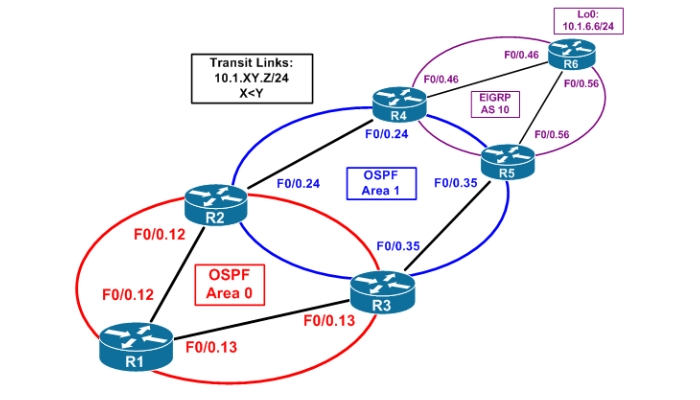 Lo0:
10.1.6.6/24
Transit Links:
10.1.XY.Z/24
X<Y
F0/0.46
R6
F0/0.46
F0/0.56
EIGRP
AS 10
R4
F0/0.24
F0/0.56
R5
OSPF
Area 1
F0/0.24
F0/0.35
R2
F0/0.12
F0/0.35
OSPF
Area 0
F0/0.12
R3
F0/0.13
F0/0.13
R1